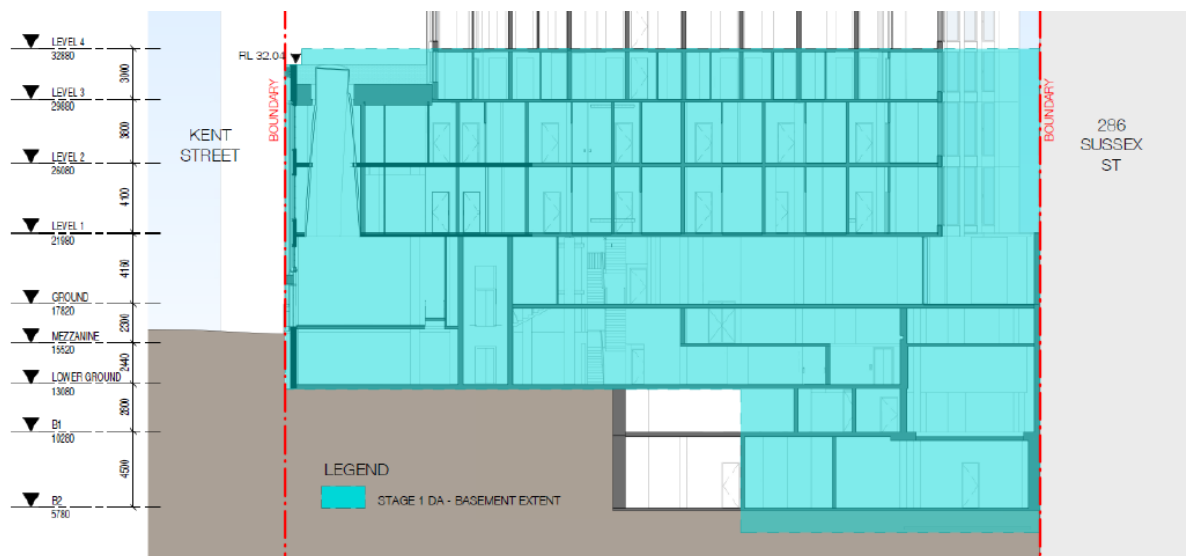 LEVEL 4
32880
3000
RL 32.04
LEVEL 3
29880
3800
KENT
STREET
BOUNDARY
BOUNDARY
286
SUSSEX
ST
LEVEL 2
26080
4100
LEVEL 1
21980
4160
GROUND
17820
2300
MEZZANINE
15520
2440
LOWER GROUND
13080
2800
B1
10280
4500
LEGEND
STAGE 1 DA - BASEMENT EXTENT
B2
5780